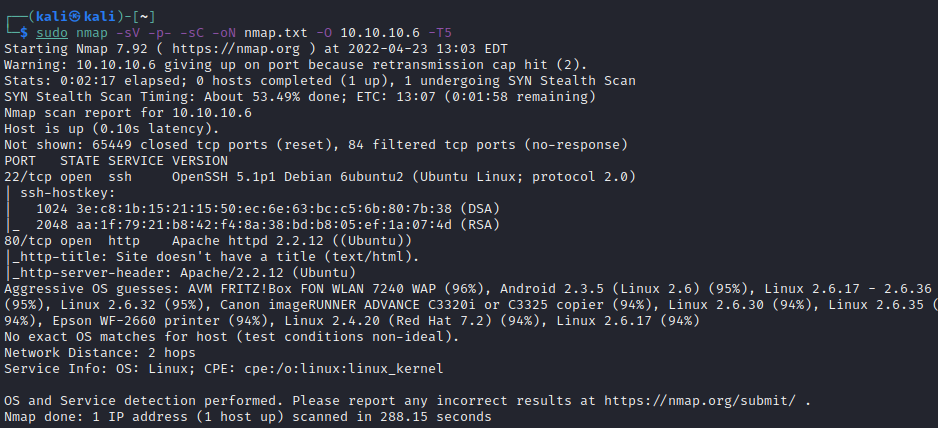 ┌──(kali㉿kali)-[~]
└─$ sudo nmap -sV -p- -sC -oN nmap.txt -O 10.10.10.6 -T5
Starting Nmap 7.92 ( https://nmap.org ) at 2022-04-23 13:03 EDT
Warning: 10.10.10.6 giving up on port because retransmission cap hit (2).
Stats: 0:02:17 elapsed; 0 hosts completed (1 up), 1 undergoing SYN Stealth Scan
SYN Stealth Scan Timing: About 53.49% done; ETC: 13:07 (0:01:58 remaining)
Nmap scan report for 10.10.10.6
Host is up (0.10s latency).
Not shown: 65449 closed tcp ports (reset), 84 filtered tcp ports (no-response)
PORT   STATE SERVICE VERSION
22/tcp open  ssh     OpenSSH 5.1p1 Debian 6ubuntu2 (Ubuntu Linux; protocol 2.0)
| ssh-hostkey:
|   1024 3e:c8:1b:15:21:15:50:ec:6e:63:bc:c5:6b:80:7b:38 (DSA)
|_  2048 aa:1f:79:21:b8:42:f4:8a:38:bd:b8:05:ef:1a:07:4d (RSA)
80/tcp open  http    Apache httpd 2.2.12 ((Ubuntu))
|_http-title: Site doesn't have a title (text/html).
|_http-server-header: Apache/2.2.12 (Ubuntu)
Aggressive OS guesses: AVM FRITZ!Box FON WLAN 7240 WAP (96%), Android 2.3.5 (Linux 2.6) (95%), Linux 2.6.17 - 2.6.36
(95%), Linux 2.6.32 (95%), Canon imageRUNNER ADVANCE C3320i or C3325 copier (94%), Linux 2.6.30 (94%), Linux 2.6.35 (
94%), Epson WF-2660 printer (94%), Linux 2.4.20 (Red Hat 7.2) (94%), Linux 2.6.17 (94%)
No exact OS matches for host (test conditions non-ideal).
Network Distance: 2 hops
Service Info: OS: Linux; CPE: cpe:/o:linux:linux_kernel

OS and Service detection performed. Please report any incorrect results at https://nmap.org/submit/ .
Nmap done: 1 IP address (1 host up) scanned in 288.15 seconds